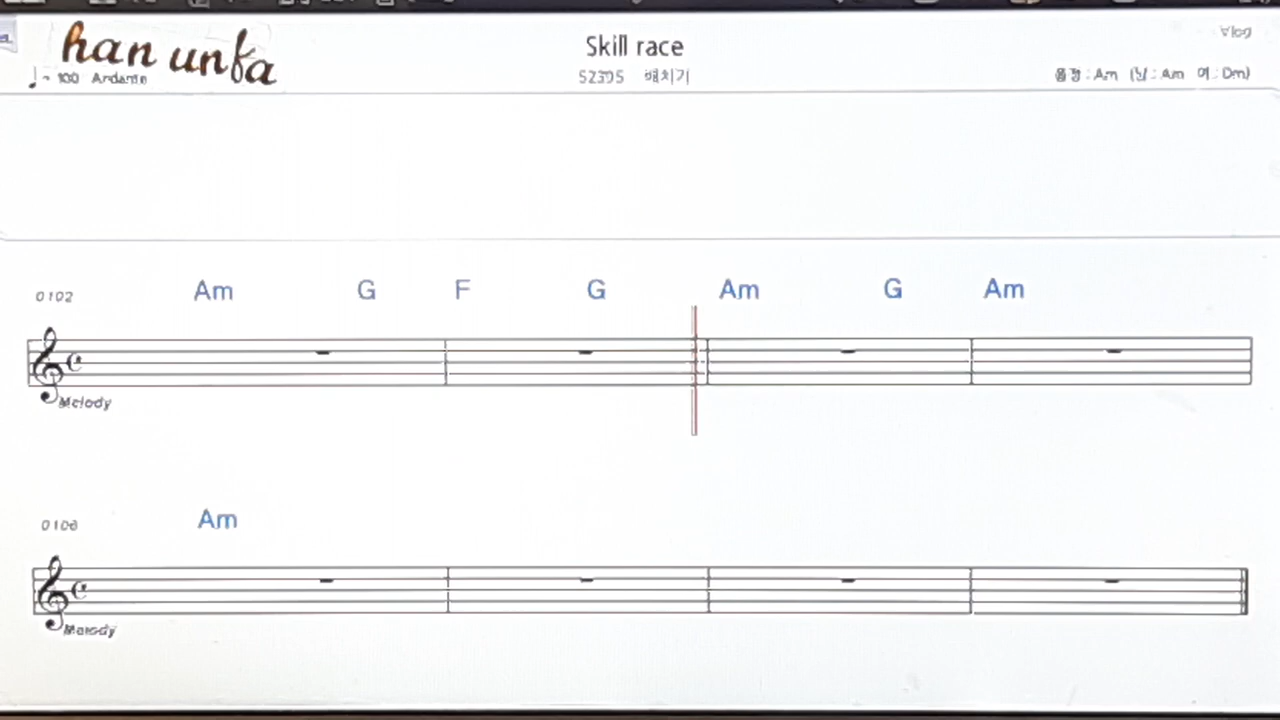 han unfa
Skill race
♩ = 100 Andante
52395 배치기
음정 : Am (남 : Am 여 : Dm)
0102 Am G F G Am G Am
Melody
0106 Am
Melody